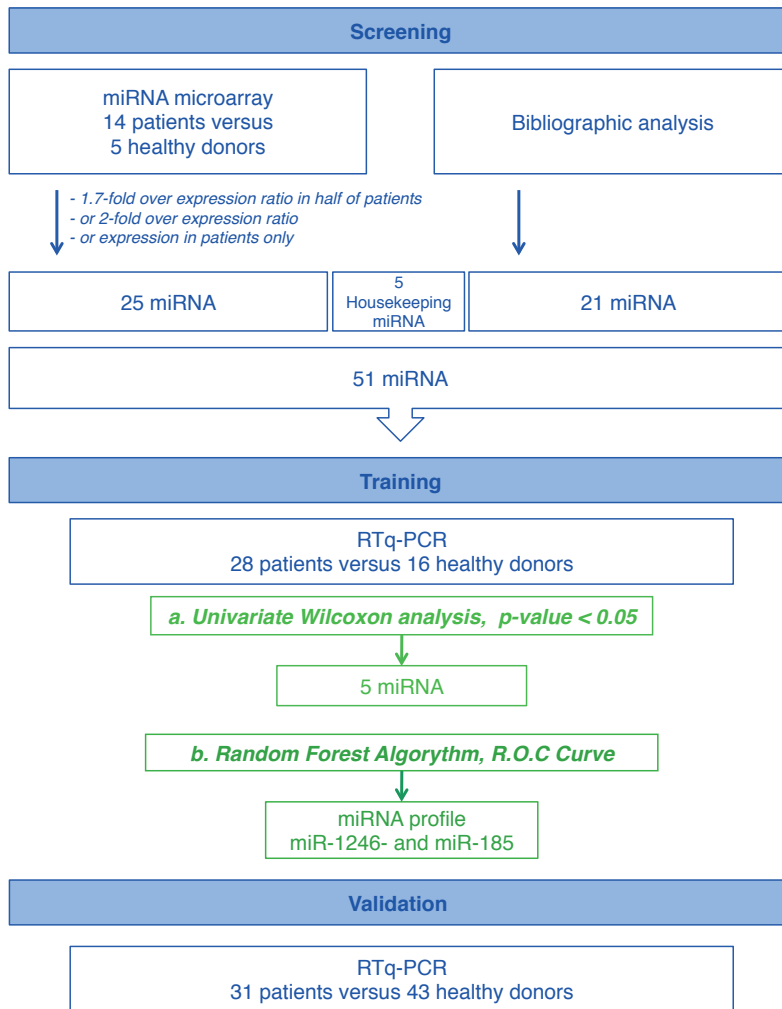 Screening
miRNA microarray
14 patients versus
5 healthy donors
Bibliographic analysis
- 1.7-fold over expression ratio in half of patients
- or 2-fold over expression ratio
- or expression in patients only
25 miRNA
5
Housekeeping
miRNA
21 miRNA
51 miRNA
Training
RTq-PCR
28 patients versus 16 healthy donors
a. Univariate Wilcoxon analysis, p-value < 0.05
5 miRNA
b. Random Forest Algorythm, R.O.C Curve
miRNA profile
miR-1246- and miR-185
Validation
RTq-PCR
31 patients versus 43 healthy donors